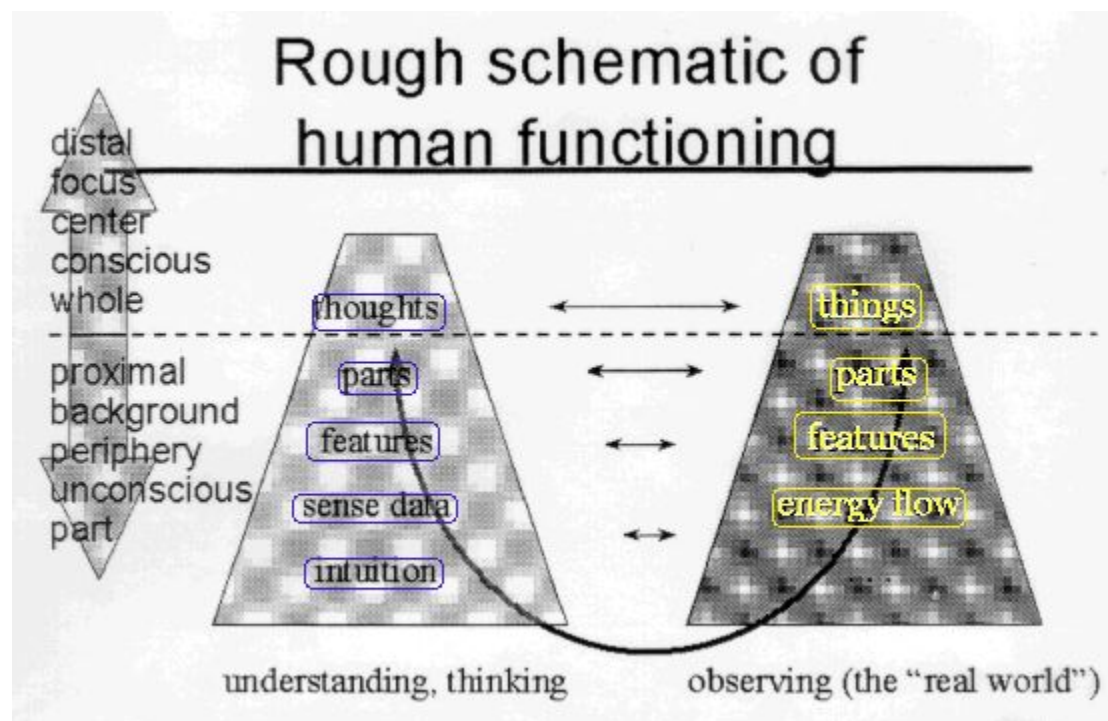 Rough schematic of
human functioning
distal
focus
center
conscious
whole
proximal
background
periphery
unconscious
part
thoughts
parts
features
sense data
intuition
things
parts
features
energy flow
...
understanding, thinking
observing (the “real world”)